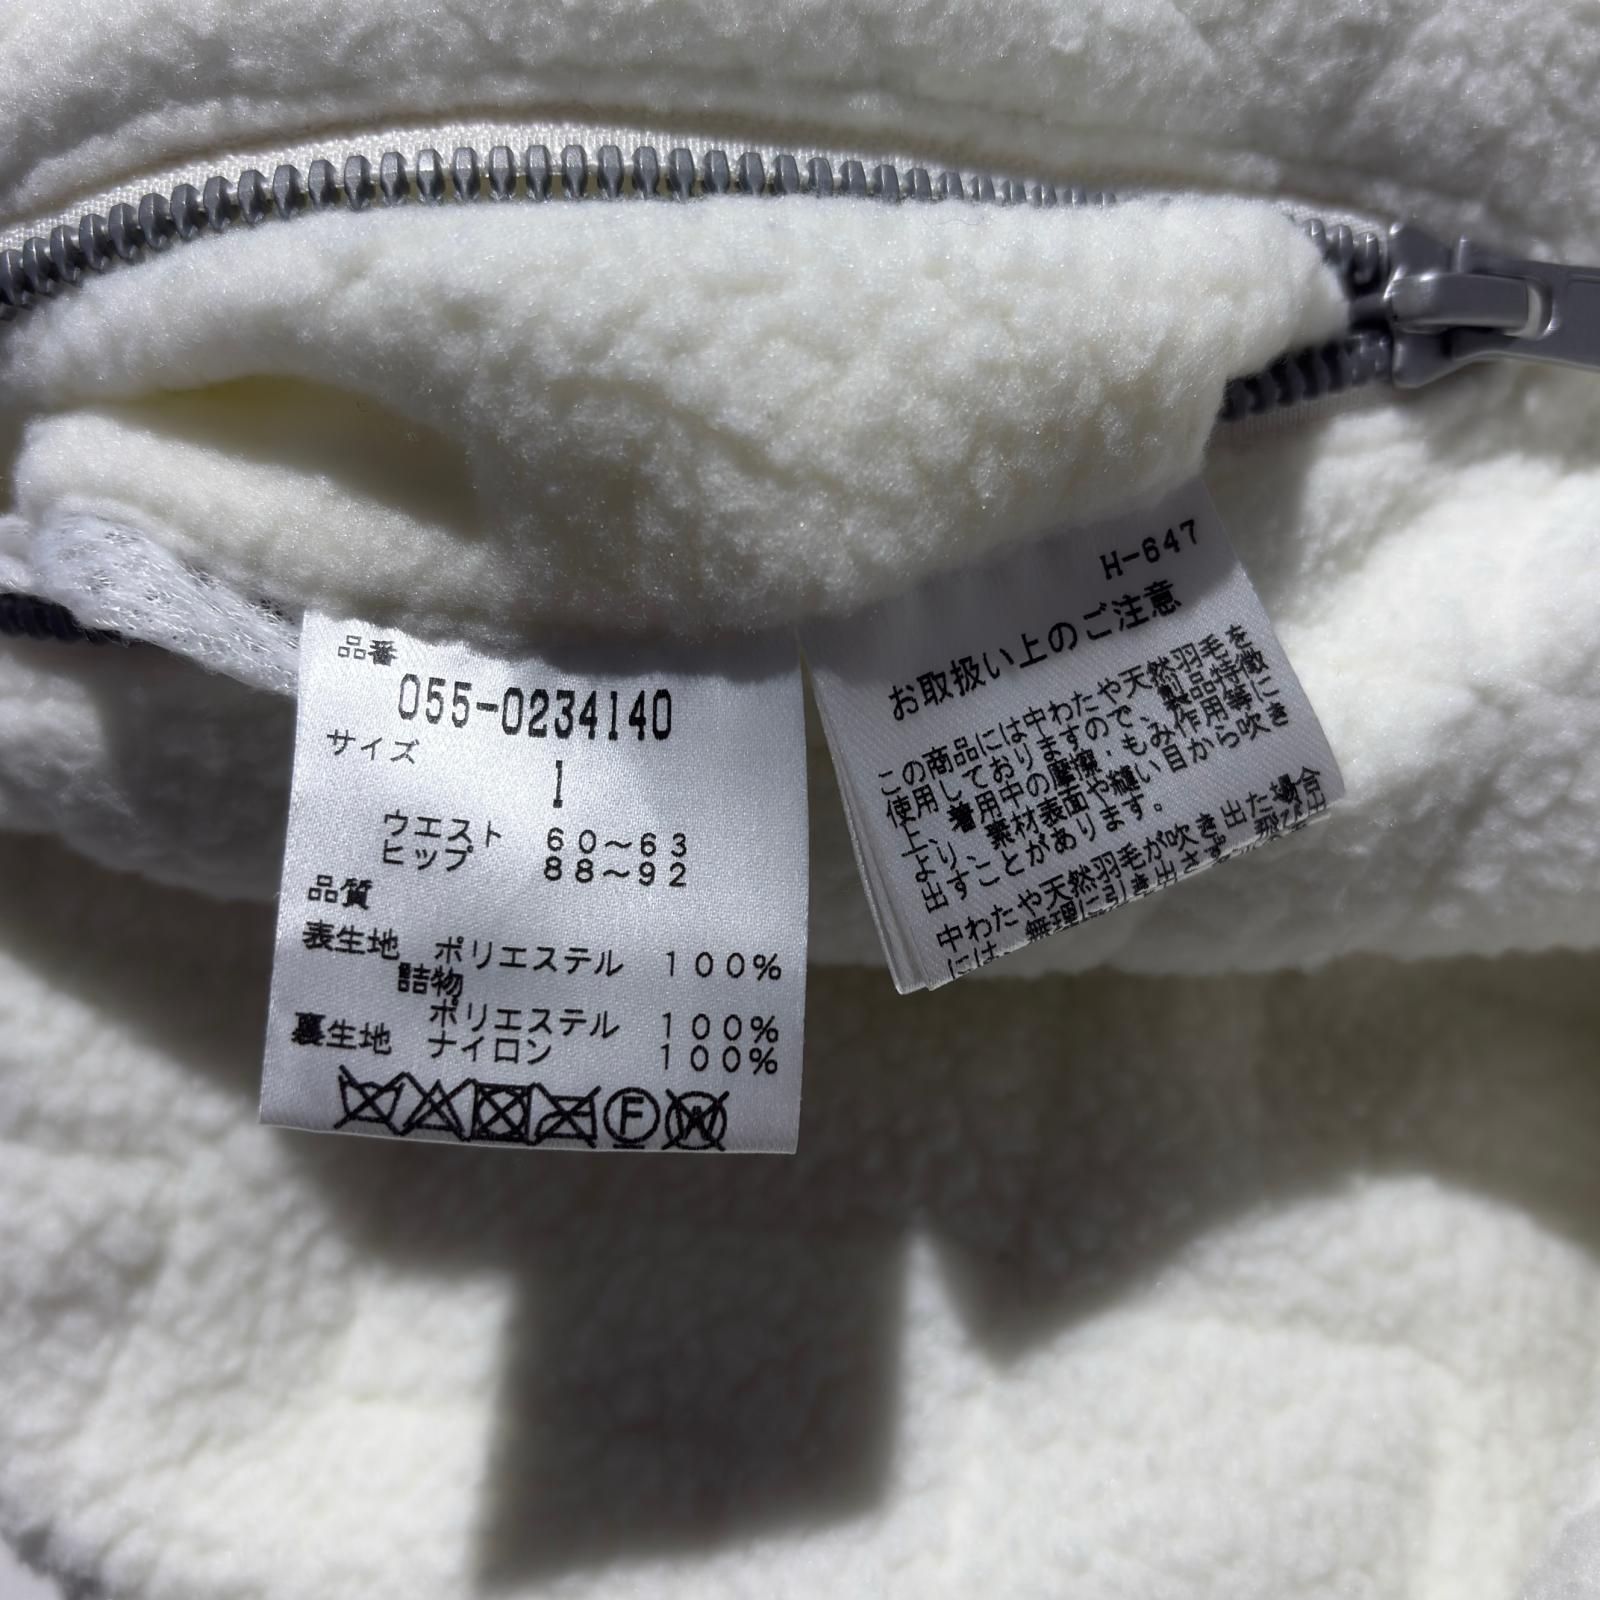 品番
055-0234140
サイズ
1
ウエスト 60～63
ヒップ 88～92
品質
表生地 ポリエステル 100%
詰物
ポリエステル 100%
裏生地 ナイロン 100%
F
W
H-647
お取扱い上のご注意
この商品には中わたや天然羽毛を
使用しておりますので、製品特徴
上、着用中の摩擦・もみ作用等に
より、素材表面や縫い目から吹き
出すことがあります。
中わたや天然羽毛が吹き出た場合
には、無理に引き出さず、飛び出